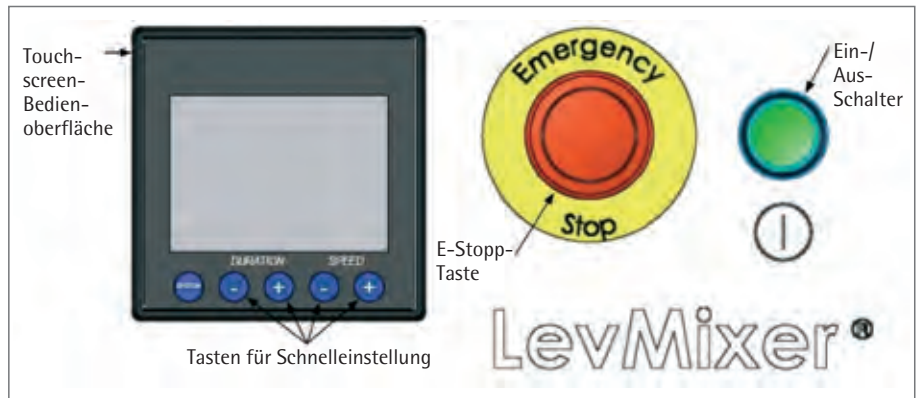 Touch-
screen-
Bedien-
oberfläche
Emergency
Stop
Ein-/
Aus-
Schalter
E-Stopp-
Taste
DURATION SPEED
- + - +
Tasten für Schnelleinstellung
LevMixer®